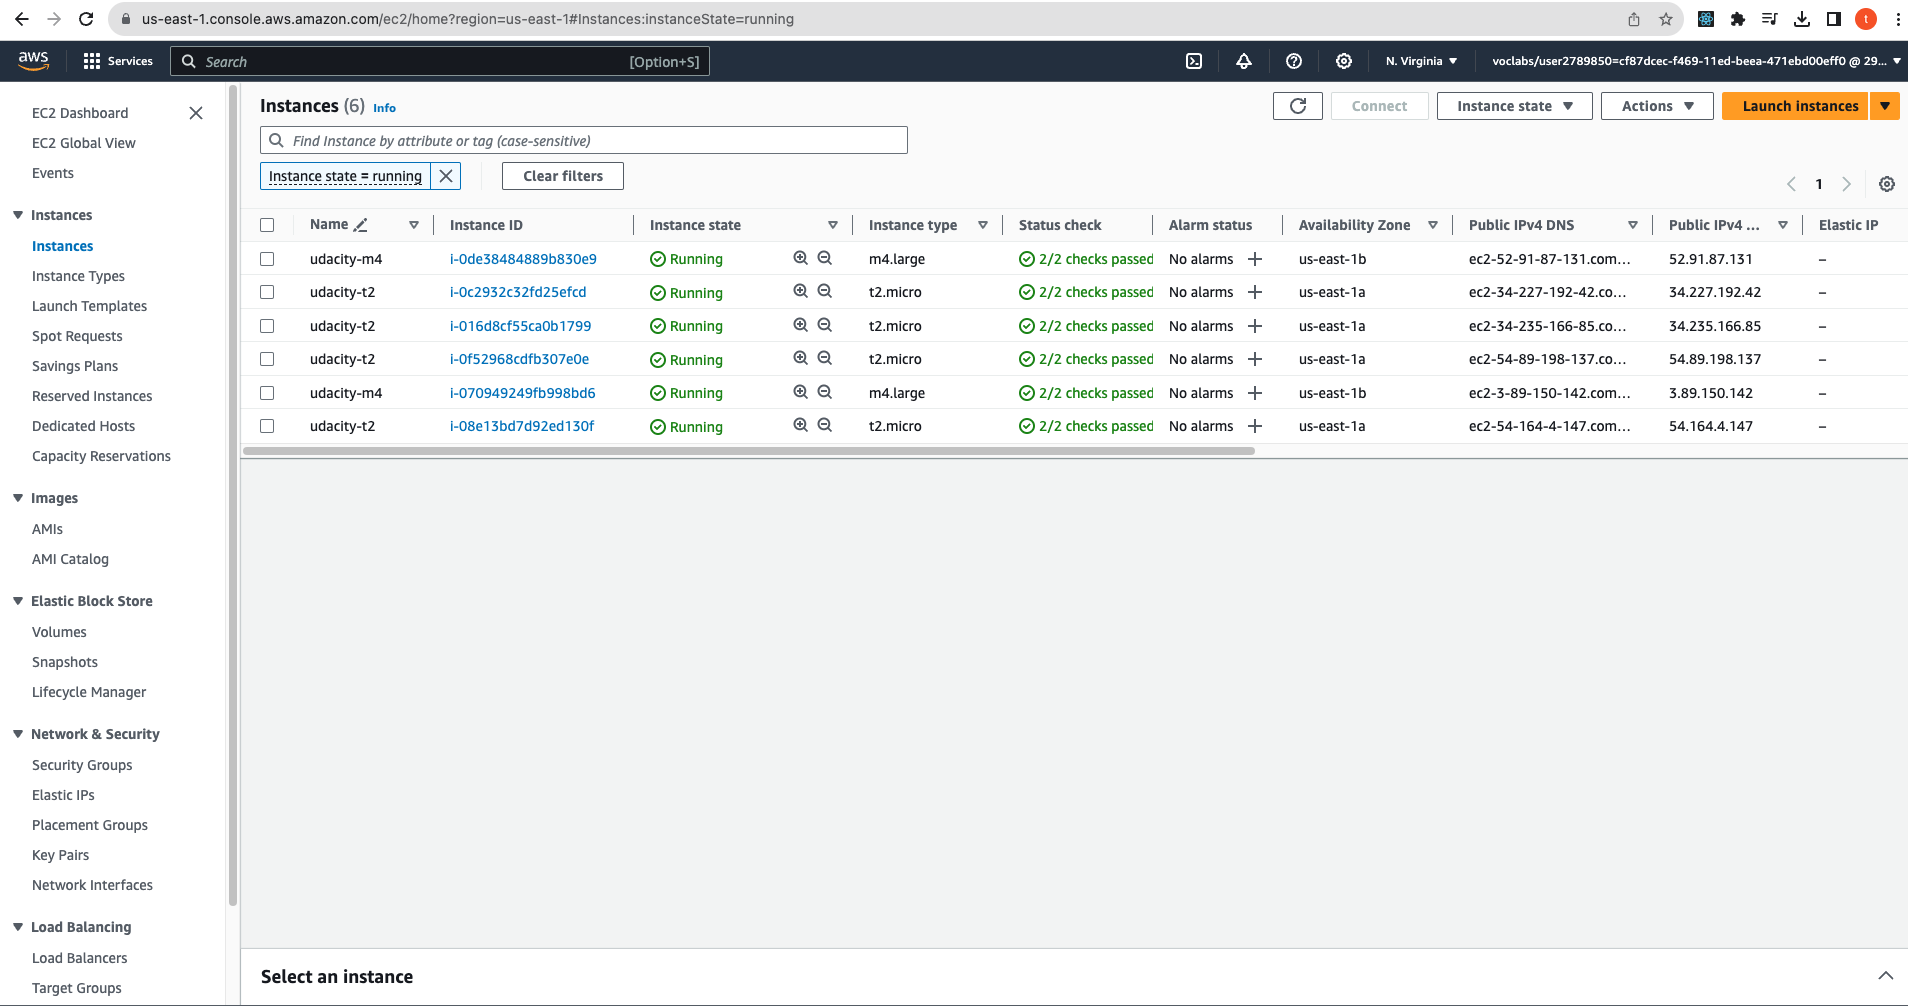 us-east-1.console.aws.amazon.com/ec2/home?region=us-east-1#Instances:instanceState=running
t
aws
Services
Search
[Option+S]
N. Virginia
voclabs/user2789850=cf87dcec-f469-11ed-beea-471ebd00eff0 @ 29...
EC2 Dashboard
EC2 Global View
Events
Instances
Instances
Instance Types
Launch Templates
Spot Requests
Savings Plans
Reserved Instances
Dedicated Hosts
Capacity Reservations
Images
AMIs
AMI Catalog
Elastic Block Store
Volumes
Snapshots
Lifecycle Manager
Network & Security
Security Groups
Elastic IPs
Placement Groups
Key Pairs
Network Interfaces
Load Balancing
Load Balancers
Target Groups
Instances (6) Info
Connect
Instance state
Actions
Launch instances
Find Instance by attribute or tag (case-sensitive)
Instance state = running
Clear filters
1
Name Instance ID Instance state Instance type Status check Alarm status Availability Zone Public IPv4 DNS Public IPv4 ... Elastic IP
udacity-m4 i-0de38484889b830e9 Running m4.large 2/2 checks passed No alarms + us-east-1b ec2-52-91-87-131.com... 52.91.87.131 –
udacity-t2 i-0c2932c32fd25efcd Running t2.micro 2/2 checks passed No alarms + us-east-1a ec2-34-227-192-42.co... 34.227.192.42 –
udacity-t2 i-016d8cf55ca0b1799 Running t2.micro 2/2 checks passed No alarms + us-east-1a ec2-34-235-166-85.co... 34.235.166.85 –
udacity-t2 i-0f52968cdfb307e0e Running t2.micro 2/2 checks passed No alarms + us-east-1a ec2-54-89-198-137.co... 54.89.198.137 –
udacity-m4 i-070949249fb998bd6 Running m4.large 2/2 checks passed No alarms + us-east-1b ec2-3-89-150-142.com... 3.89.150.142 –
udacity-t2 i-08e13bd7d92ed130f Running t2.micro 2/2 checks passed No alarms + us-east-1a ec2-54-164-4-147.com... 54.164.4.147 –
Select an instance